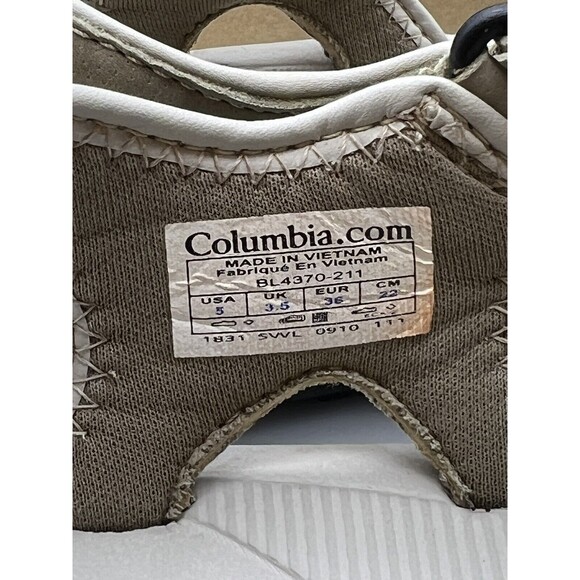 Columbia.com
MADE IN VIETNAM
Fabriqué En Vietnam
BL4370-211
USA UK EUR CM
5 3.5 36 22
1831 SVVL 0910 111